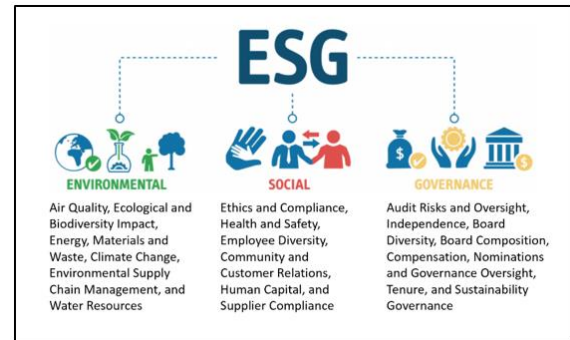 ESG
ENVIRONMENTAL
Air Quality, Ecological and
Biodiversity Impact,
Energy, Materials and
Waste, Climate Change,
Environmental Supply
Chain Management, and
Water Resources
SOCIAL
Ethics and Compliance,
Health and Safety,
Employee Diversity,
Community and
Customer Relations,
Human Capital, and
Supplier Compliance
$
$
GOVERNANCE
Audit Risks and Oversight,
Independence, Board
Diversity, Board Composition,
Compensation, Nominations
and Governance Oversight,
Tenure, and Sustainability
Governance